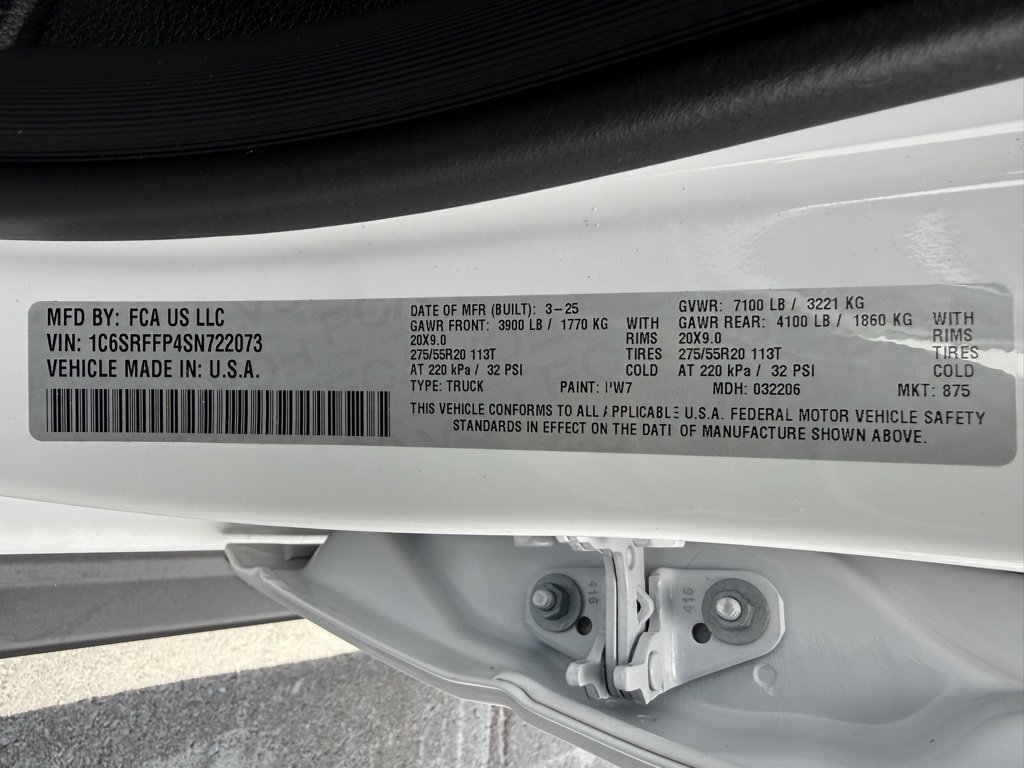 MFD BY: FCA US LLC
VIN: 1C6SRFFP4SN722073
VEHICLE MADE IN: U.S.A.
DATE OF MFR (BUILT): 3-25
GVWR: 7100 LB / 3221 KG
GAWR FRONT: 3900 LB / 1770 KG WITH
GAWR REAR: 4100 LB / 1860 KG WITH
20X9.0 RIMS
20X9.0 RIMS
275/55R20 113T TIRES
275/55R20 113T TIRES
AT 220 kPa / 32 PSI COLD
AT 220 kPa / 32 PSI COLD
TYPE: TRUCK PAINT: PW7 MDH: 032206 MKT: 875
THIS VEHICLE CONFORMS TO ALL APPLICABLE U.S.A. FEDERAL MOTOR VEHICLE SAFETY
STANDARDS IN EFFECT ON THE DATE OF MANUFACTURE SHOWN ABOVE.
416
416